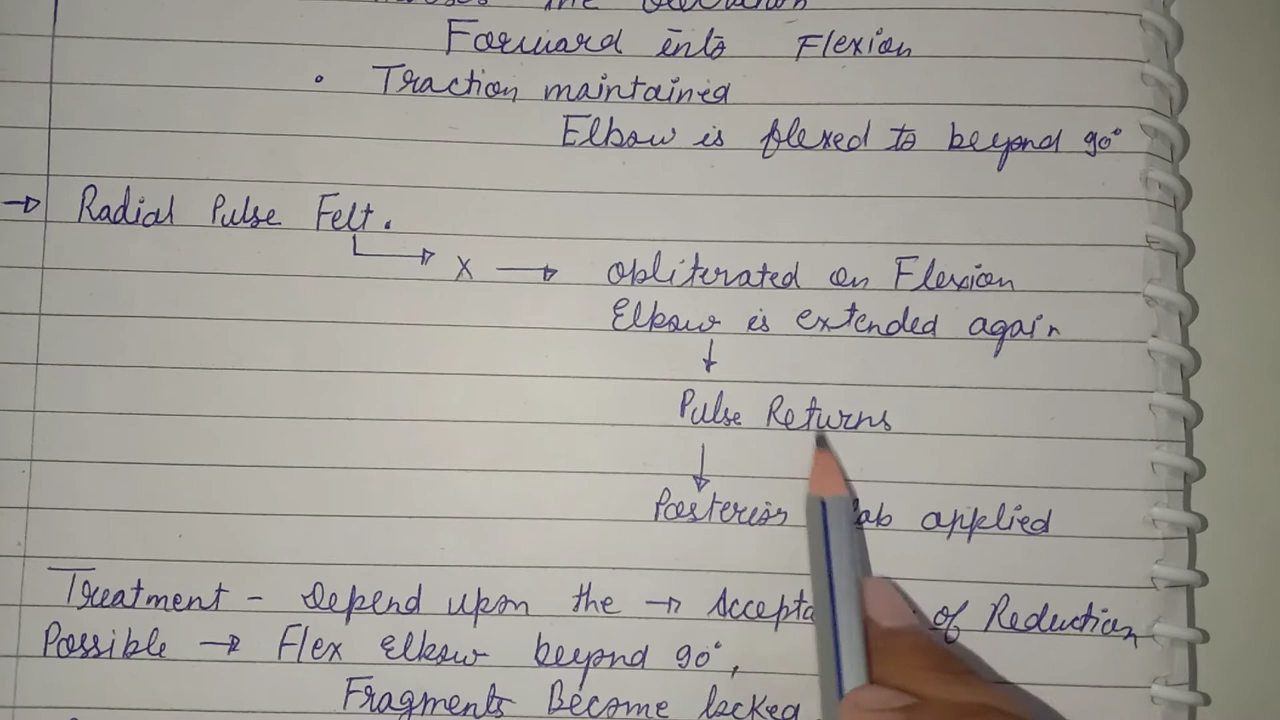 the
Forward into Flexion
• Traction maintained
Elbow is flexed to beyond 90°
→ Radial Pulse Felt.
↳ X → Obliterated on Flexion
Elbow is extended again
↓
Pulse Returns
↓
Posterior applied
Treatment - Depend upon the → of Reduction
Possible → Flex Elbow beyond 90°,
Fragments Become locked